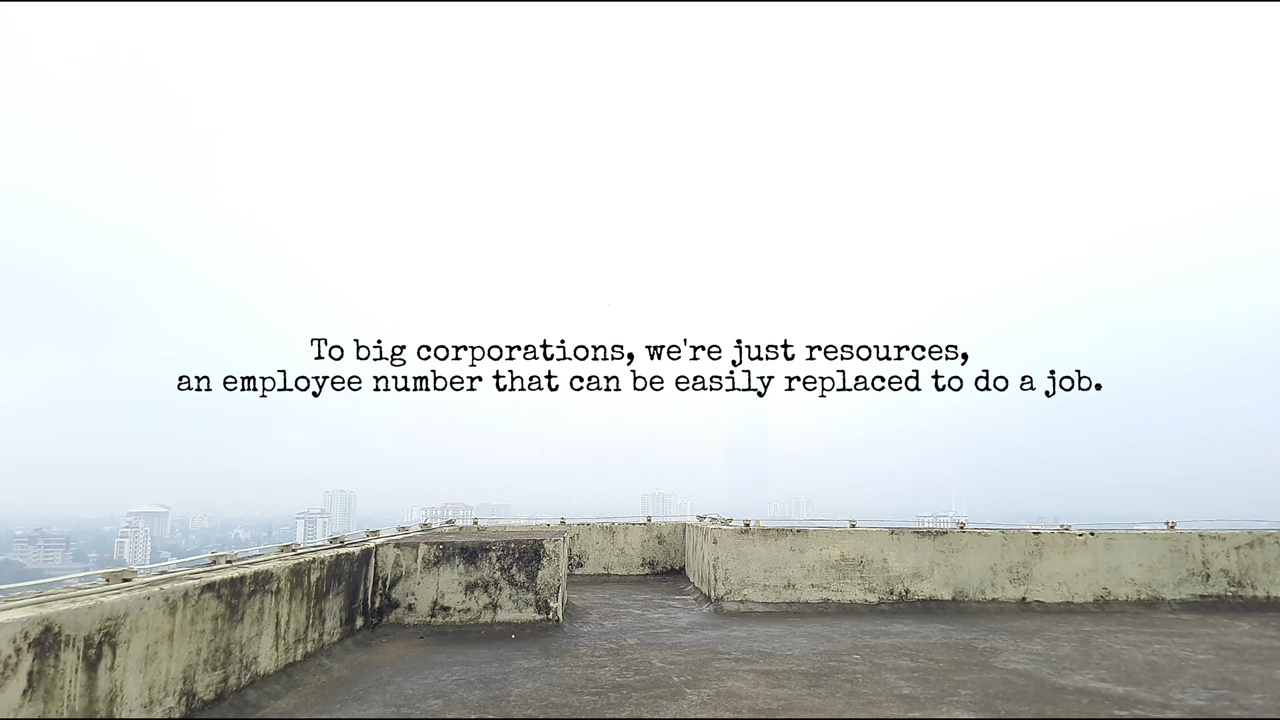 To big corporations, we're just resources,
an employee number that can be easily replaced to do a job.